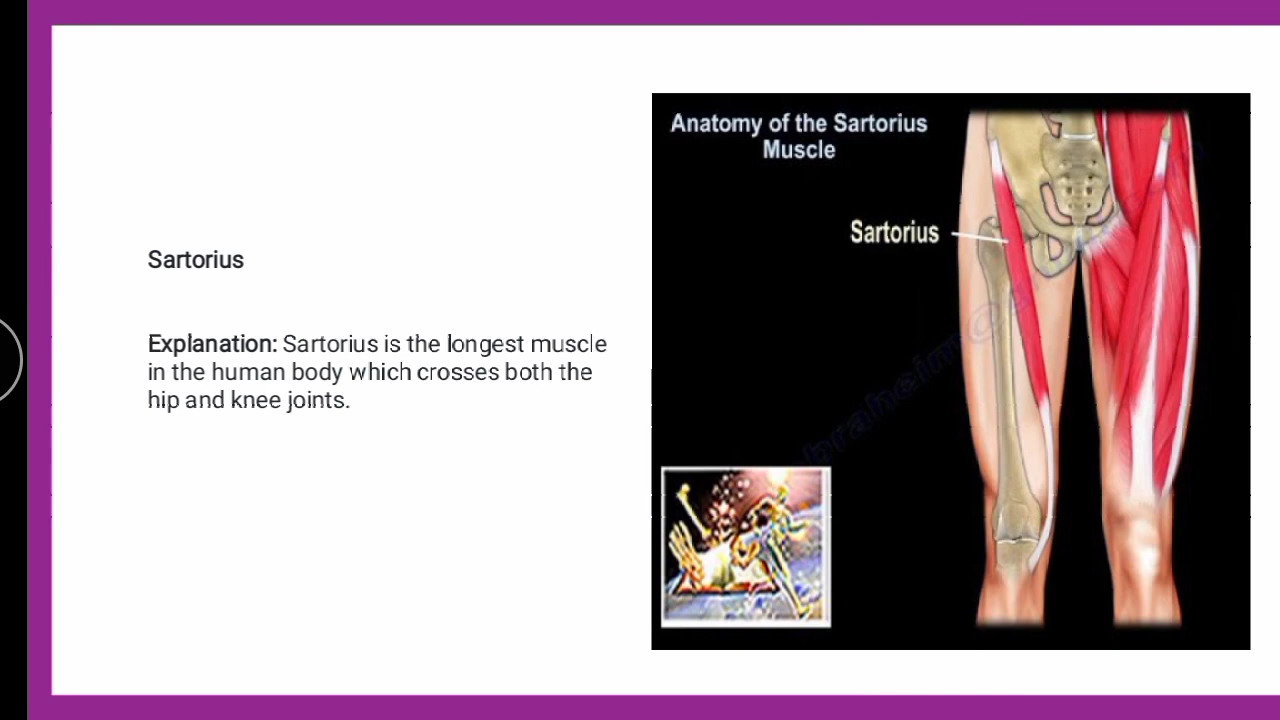 Sartorius
Explanation: Sartorius is the longest muscle
in the human body which crosses both the
hip and knee joints.
Anatomy of the Sartorius
Muscle
Sartorius